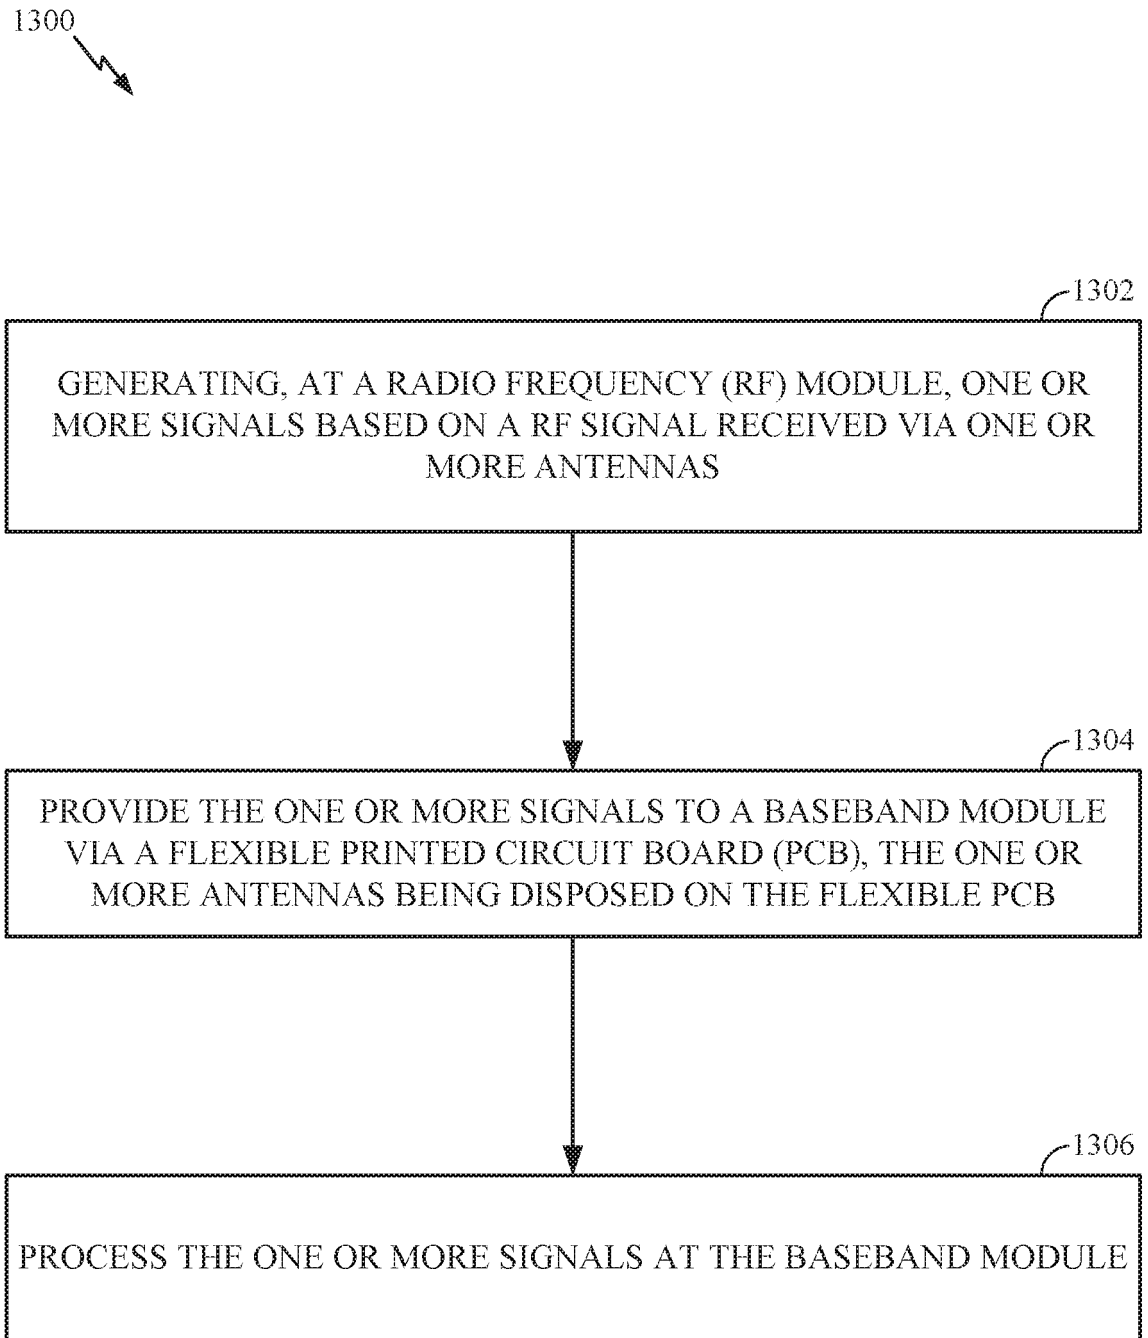 1300
1302
GENERATING, AT A RADIO FREQUENCY (RF) MODULE, ONE OR
MORE SIGNALS BASED ON A RF SIGNAL RECEIVED VIA ONE OR
MORE ANTENNAS
1304
PROVIDE THE ONE OR MORE SIGNALS TO A BASEBAND MODULE
VIA A FLEXIBLE PRINTED CIRCUIT BOARD (PCB), THE ONE OR
MORE ANTENNAS BEING DISPOSED ON THE FLEXIBLE PCB
1306
PROCESS THE ONE OR MORE SIGNALS AT THE BASEBAND MODULE